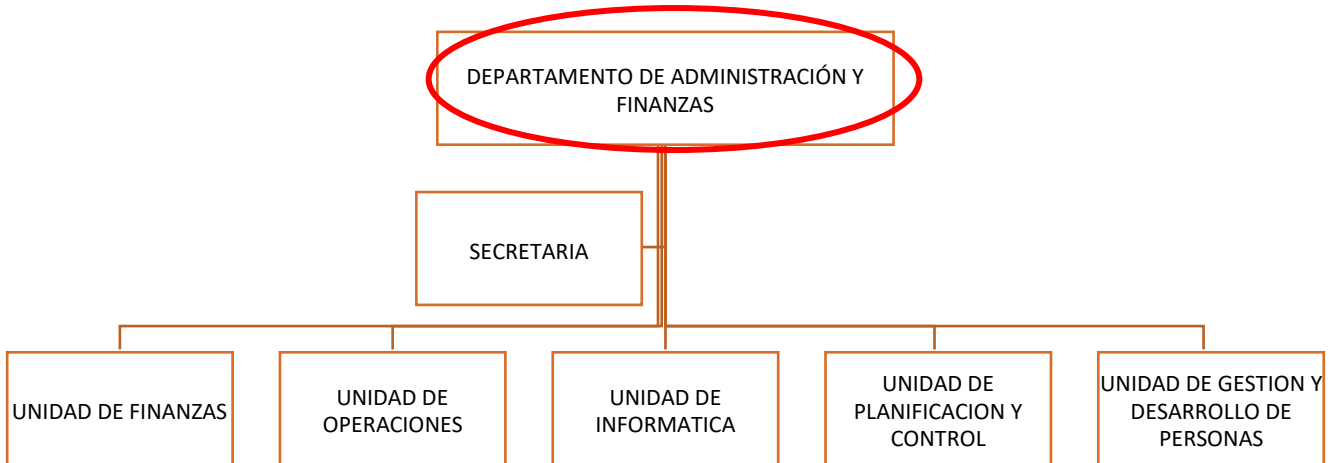 DEPARTAMENTO DE ADMINISTRACIÓN Y
FINANZAS
SECRETARIA
UNIDAD DE FINANZAS
UNIDAD DE
OPERACIONES
UNIDAD DE
INFORMATICA
UNIDAD DE
PLANIFICACION Y
CONTROL
UNIDAD DE GESTION Y
DESARROLLO DE
PERSONAS